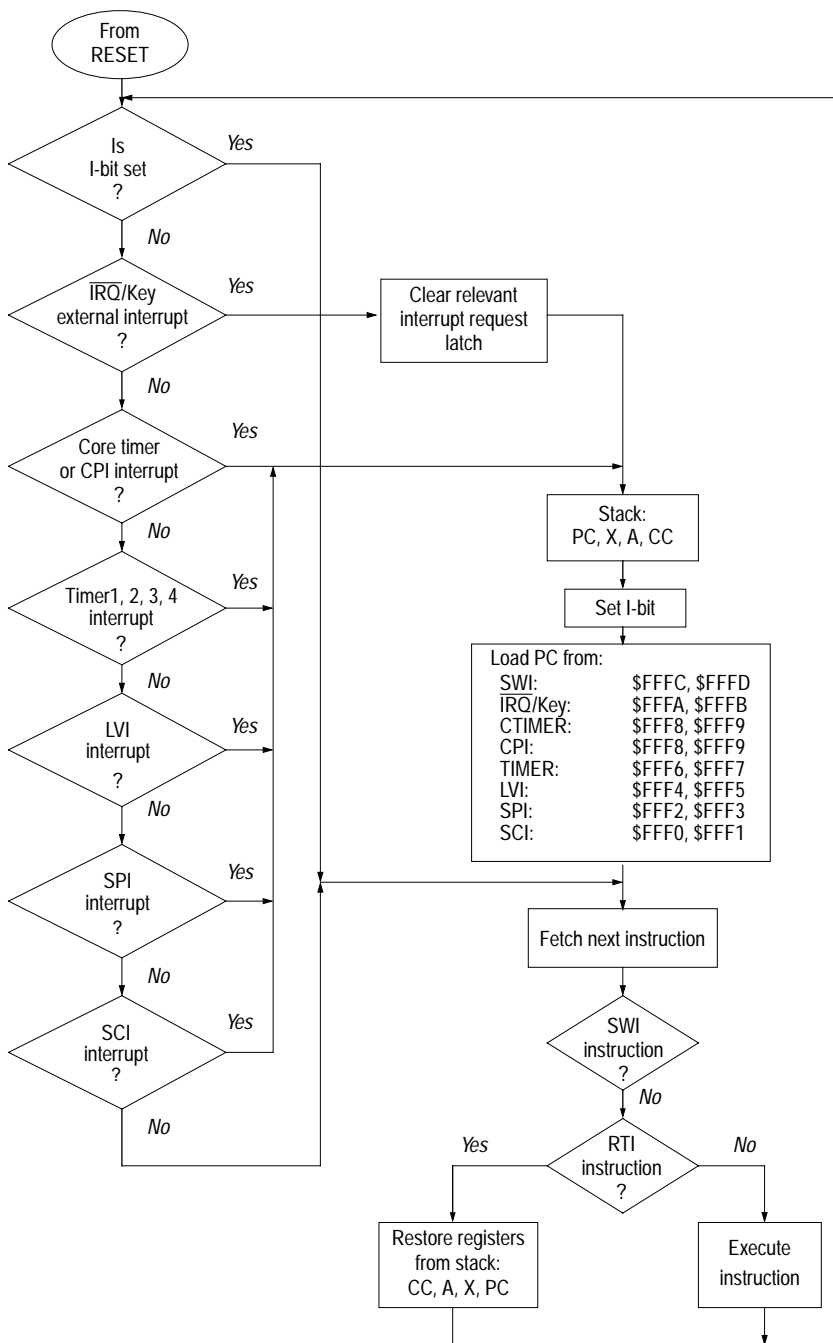 From
RESET
Is
I-bit set
?
Yes
No
IRQ/Key
external interrupt
?
Yes
No
Clear relevant
interrupt request
latch
Core timer
or CPI interrupt
?
Yes
No
Timer1, 2, 3, 4
interrupt
?
Yes
No
LVI
interrupt
?
Yes
No
SPI
interrupt
?
Yes
No
SCI
interrupt
?
Yes
No
Stack:
PC, X, A, CC
Set I-bit
Load PC from:
SWI: $FFFC, $FFFD
IRQ/Key: $FFFA, $FFFB
CTIMER: $FFF8, $FFF9
CPI: $FFF8, $FFF9
TIMER: $FFF6, $FFF7
LVI: $FFF4, $FFF5
SPI: $FFF2, $FFF3
SCI: $FFF0, $FFF1
Fetch next instruction
SWI
instruction
?
No
RTI
instruction
?
Yes
No
Restore registers
from stack:
CC, A, X, PC
Execute
instruction